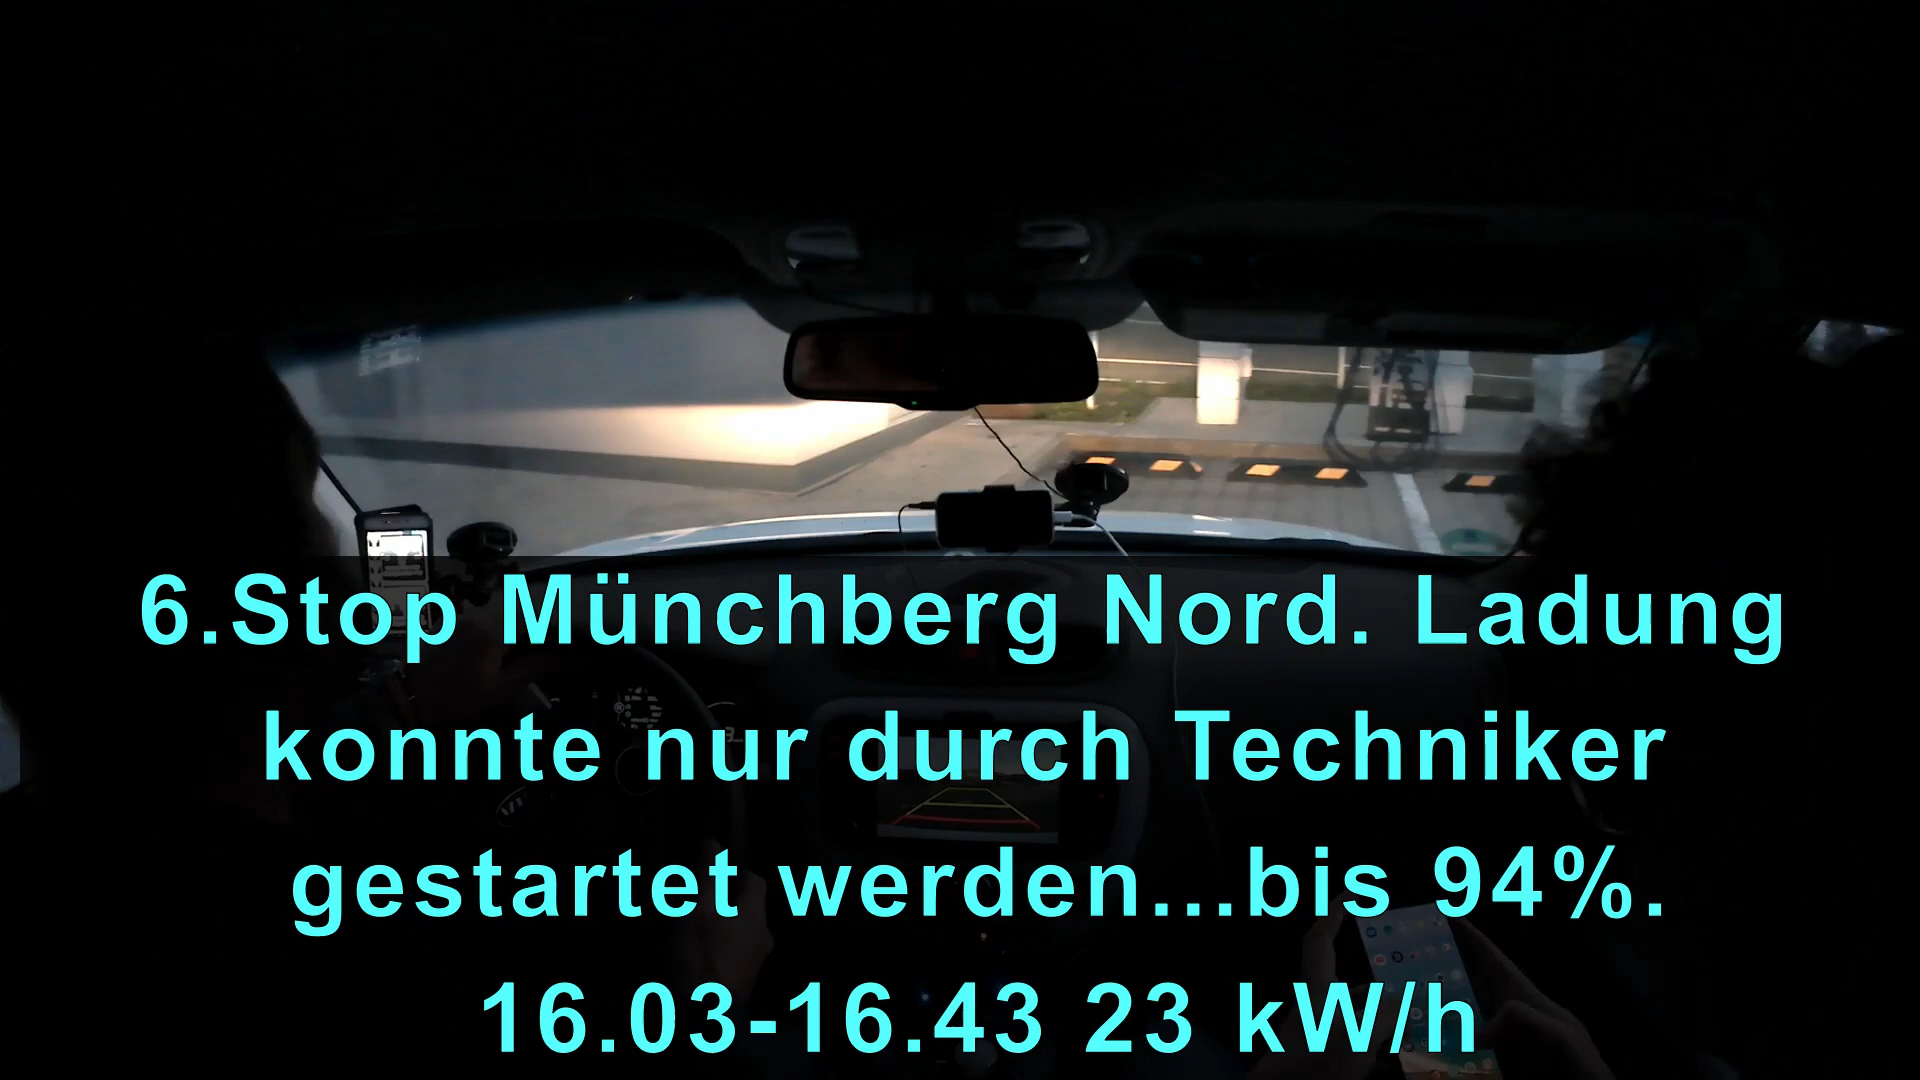 6.Stop Münchberg Nord. Ladung
konnte nur durch Techniker
gestartet werden...bis 94%.
16.03-16.43 23 kW/h